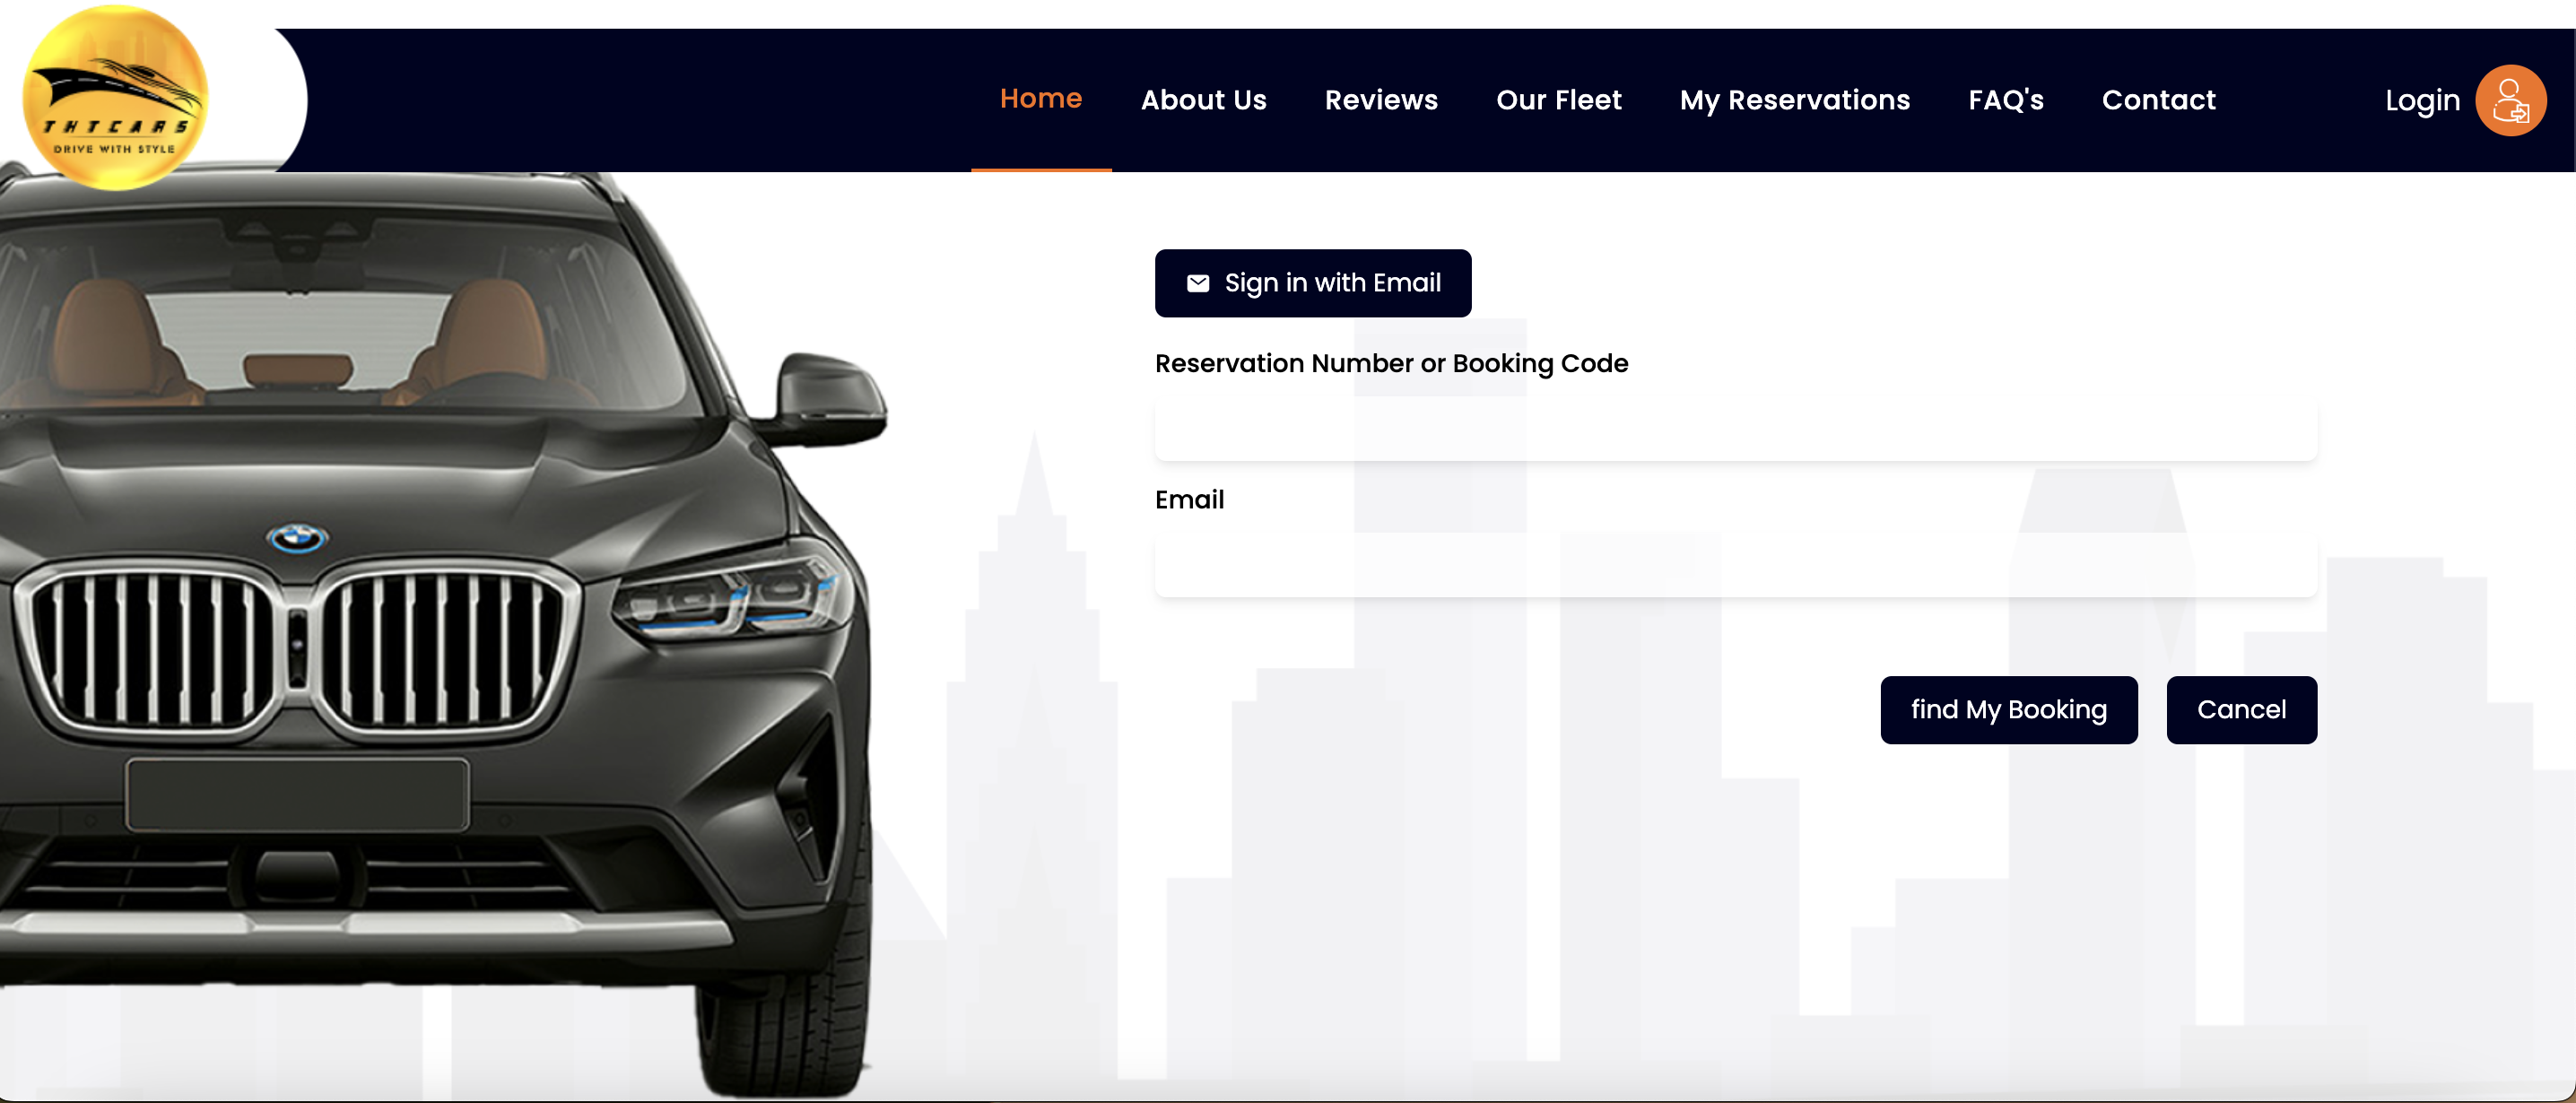 THTCARS
DRIVE WITH STYLE
Home About Us Reviews Our Fleet My Reservations FAQ's Contact Login
Sign in with Email
Reservation Number or Booking Code
Email
find My Booking Cancel